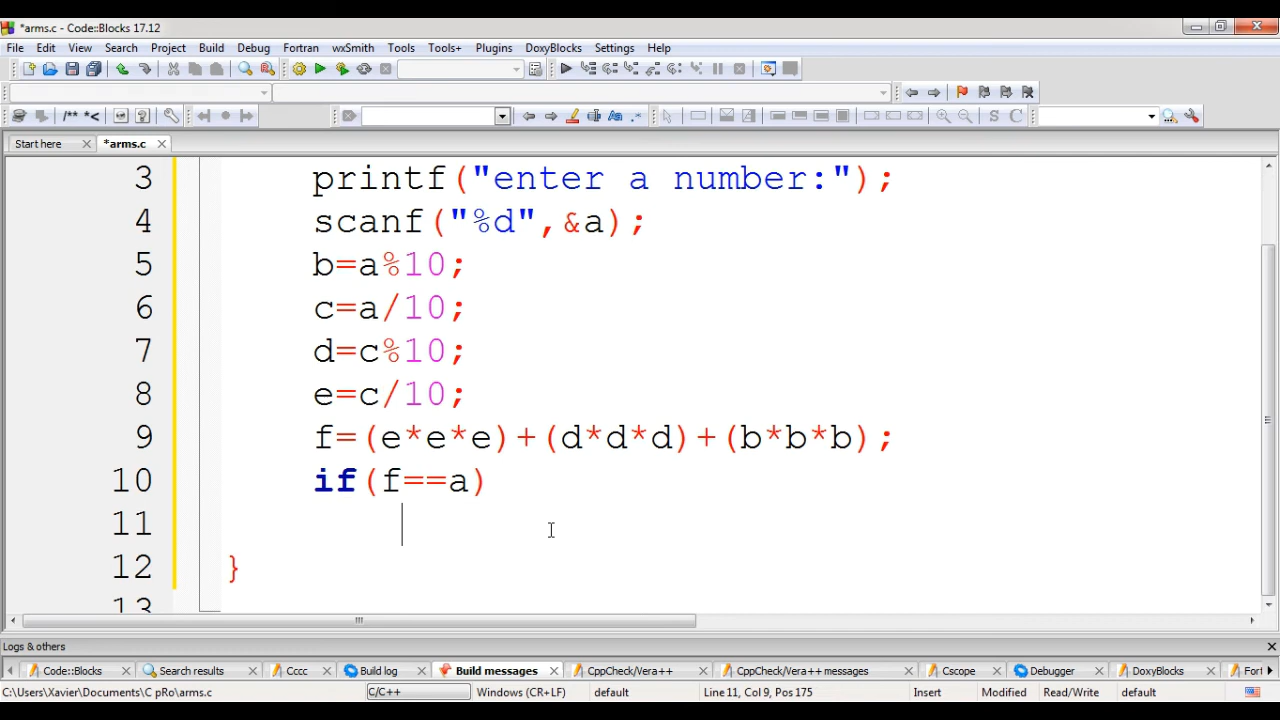 *arms.c - Code::Blocks 17.12
File Edit View Search Project Build Debug Fortran wxSmith Tools Tools+ Plugins DoxyBlocks Settings Help
/** *<
S C
Start here *arms.c
3 printf("enter a number:");
4 scanf("%d",&a);
5 b=a%10;
6 c=a/10;
7 d=c%10;
8 e=c/10;
9 f=(e*e*e)+(d*d*d)+(b*b*b);
10 if(f==a)
11
12 }
13
Logs & others
Code::Blocks Search results Cccc Build log Build messages CppCheck/Vera++ CppCheck/Vera++ messages Cscope Debugger DoxyBlocks For
C:\Users\Xavier\Documents\C pRo\arms.c C/C++ Windows (CR+LF) default Line 11, Col 9, Pos 175 Insert Modified Read/Write default